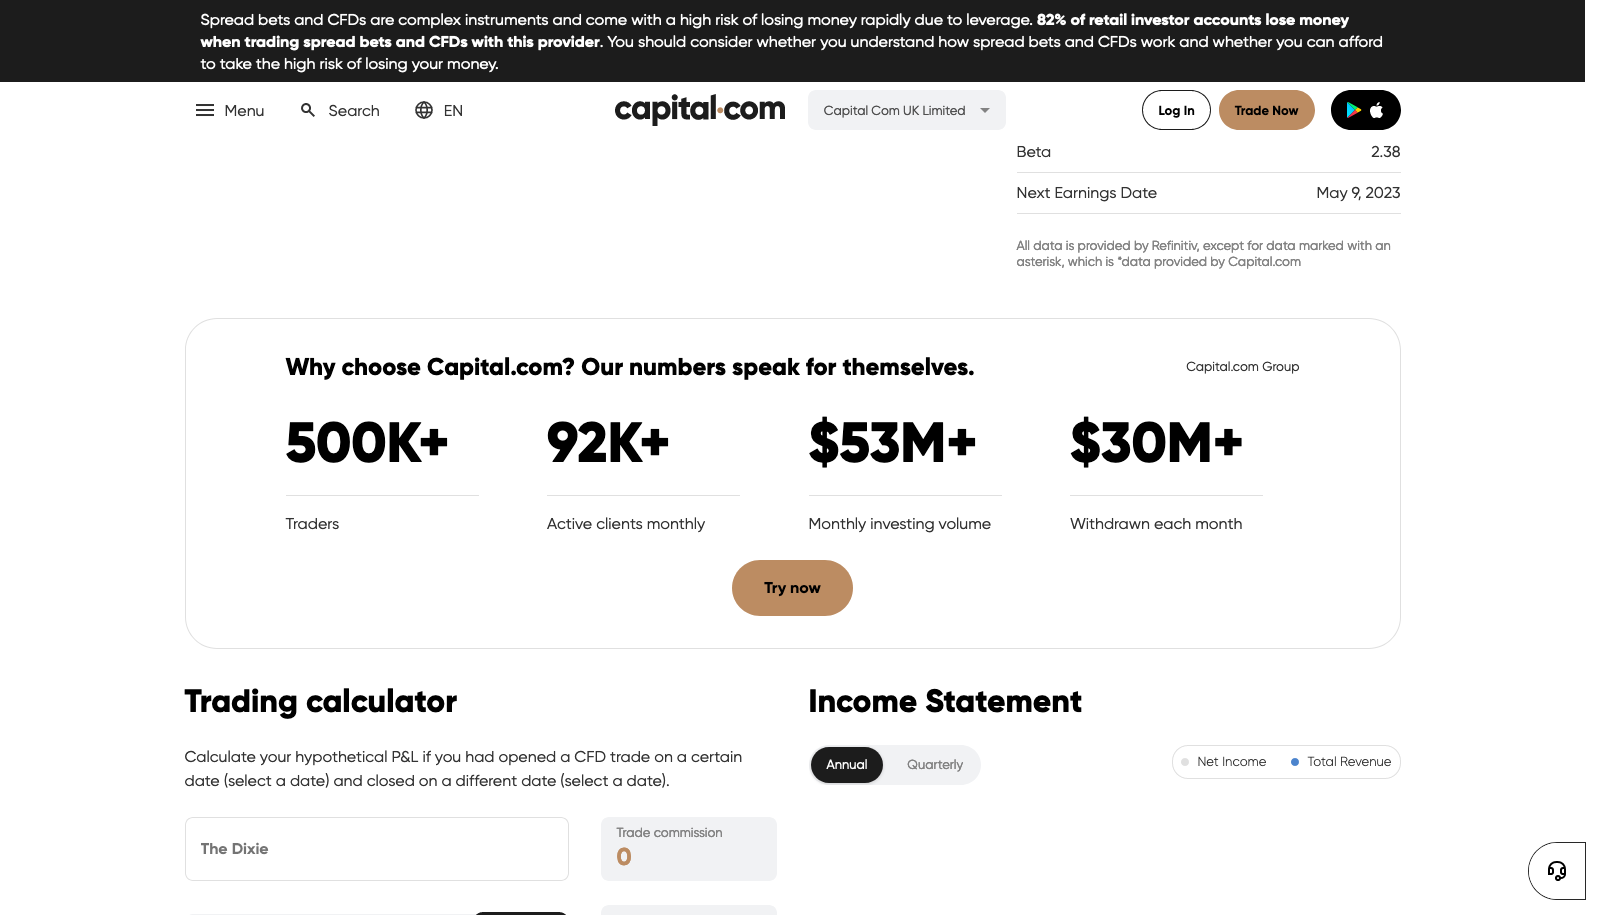 Spread bets and CFDs are complex instruments and come with a high risk of losing money rapidly due to leverage. 82% of retail investor accounts lose money
when trading spread bets and CFDs with this provider. You should consider whether you understand how spread bets and CFDs work and whether you can afford
to take the high risk of losing your money.
Menu
Search
EN
capital.com
Capital Com UK Limited
Log In
Trade Now
Beta 2.38
Next Earnings Date May 9, 2023
All data is provided by Refinitiv, except for data marked with an
asterisk, which is *data provided by Capital.com
Why choose Capital.com? Our numbers speak for themselves.
Capital.com Group
500K+
Traders
92K+
Active clients monthly
$53M+
Monthly investing volume
$30M+
Withdrawn each month
Try now
Trading calculator
Calculate your hypothetical P&L if you had opened a CFD trade on a certain
date (select a date) and closed on a different date (select a date).
The Dixie
Trade commission
0
Income Statement
Annual
Quarterly
Net Income
Total Revenue